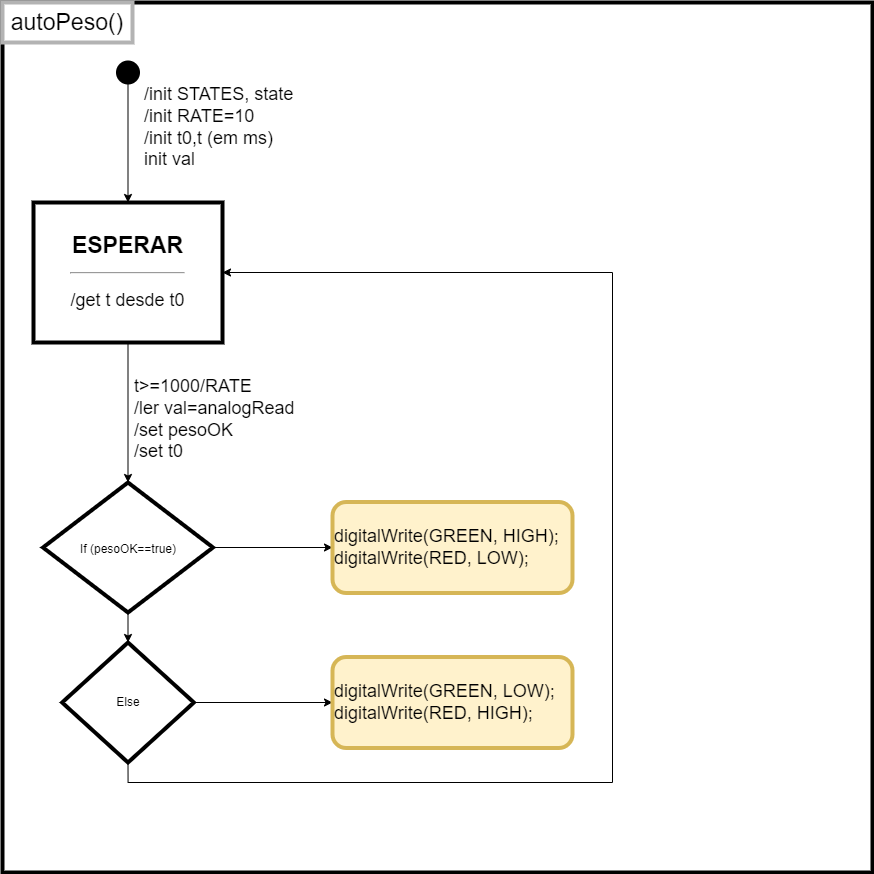 autoPeso()
/init STATES, state
/init RATE=10
/init t0,t (em ms)
init val
ESPERAR
/get t desde t0
t>=1000/RATE
/ler val=analogRead
/set pesoOK
/set t0
If (pesoOK==true)
digitalWrite(GREEN, HIGH);
digitalWrite(RED, LOW);
Else
digitalWrite(GREEN, LOW);
digitalWrite(RED, HIGH);